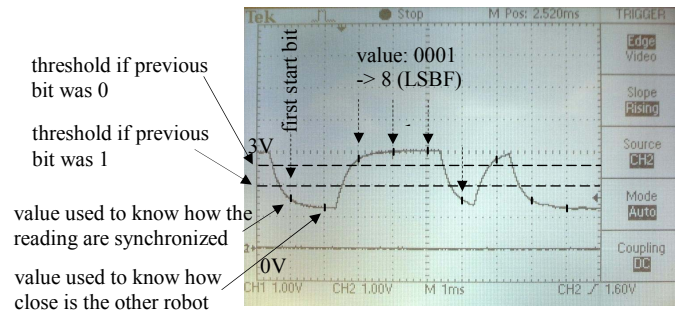 Tek
Stop
M Pos: 2.520ms
TRIGGER
Edge
Video
Slope
Rising
Source
CH2
Mode
Auto
Coupling
DC
threshold if previous
bit was 0
threshold if previous
bit was 1
value used to know how the
reading are synchronized
value used to know how
close is the other robot
first start bit
value: 0001
-> 8 (LSBF)
3V
0V
2
CH1 1.00V
CH2 1.00V
M 1ms
CH2
1.60V